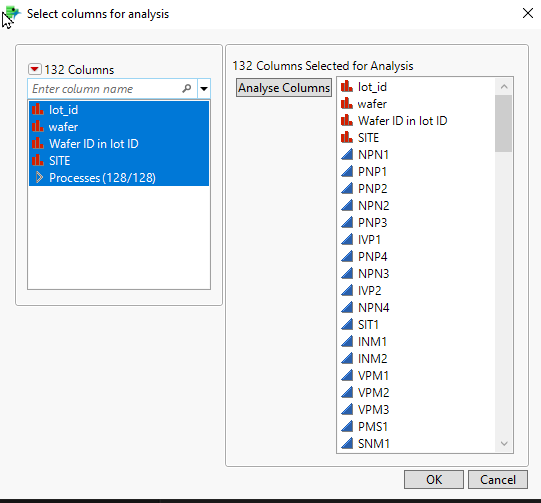 Select columns for analysis
132 Columns
Enter column name
lot_id
wafer
Wafer ID in lot ID
SITE
Processes (128/128)
132 Columns Selected for Analysis
Analyse Columns
lot_id
wafer
Wafer ID in lot ID
SITE
NPN1
PNP1
PNP2
NPN2
PNP3
IVP1
PNP4
NPN3
IVP2
NPN4
SIT1
INM1
INM2
VPM1
VPM2
VPM3
PMS1
SNM1
OK
Cancel